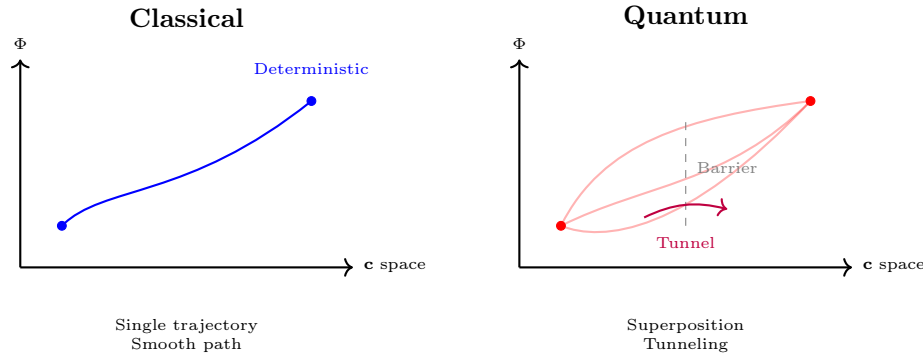 Classical
Φ
Deterministic
c space
Single trajectory
Smooth path
Quantum
Φ
Barrier
Tunnel
c space
Superposition
Tunneling